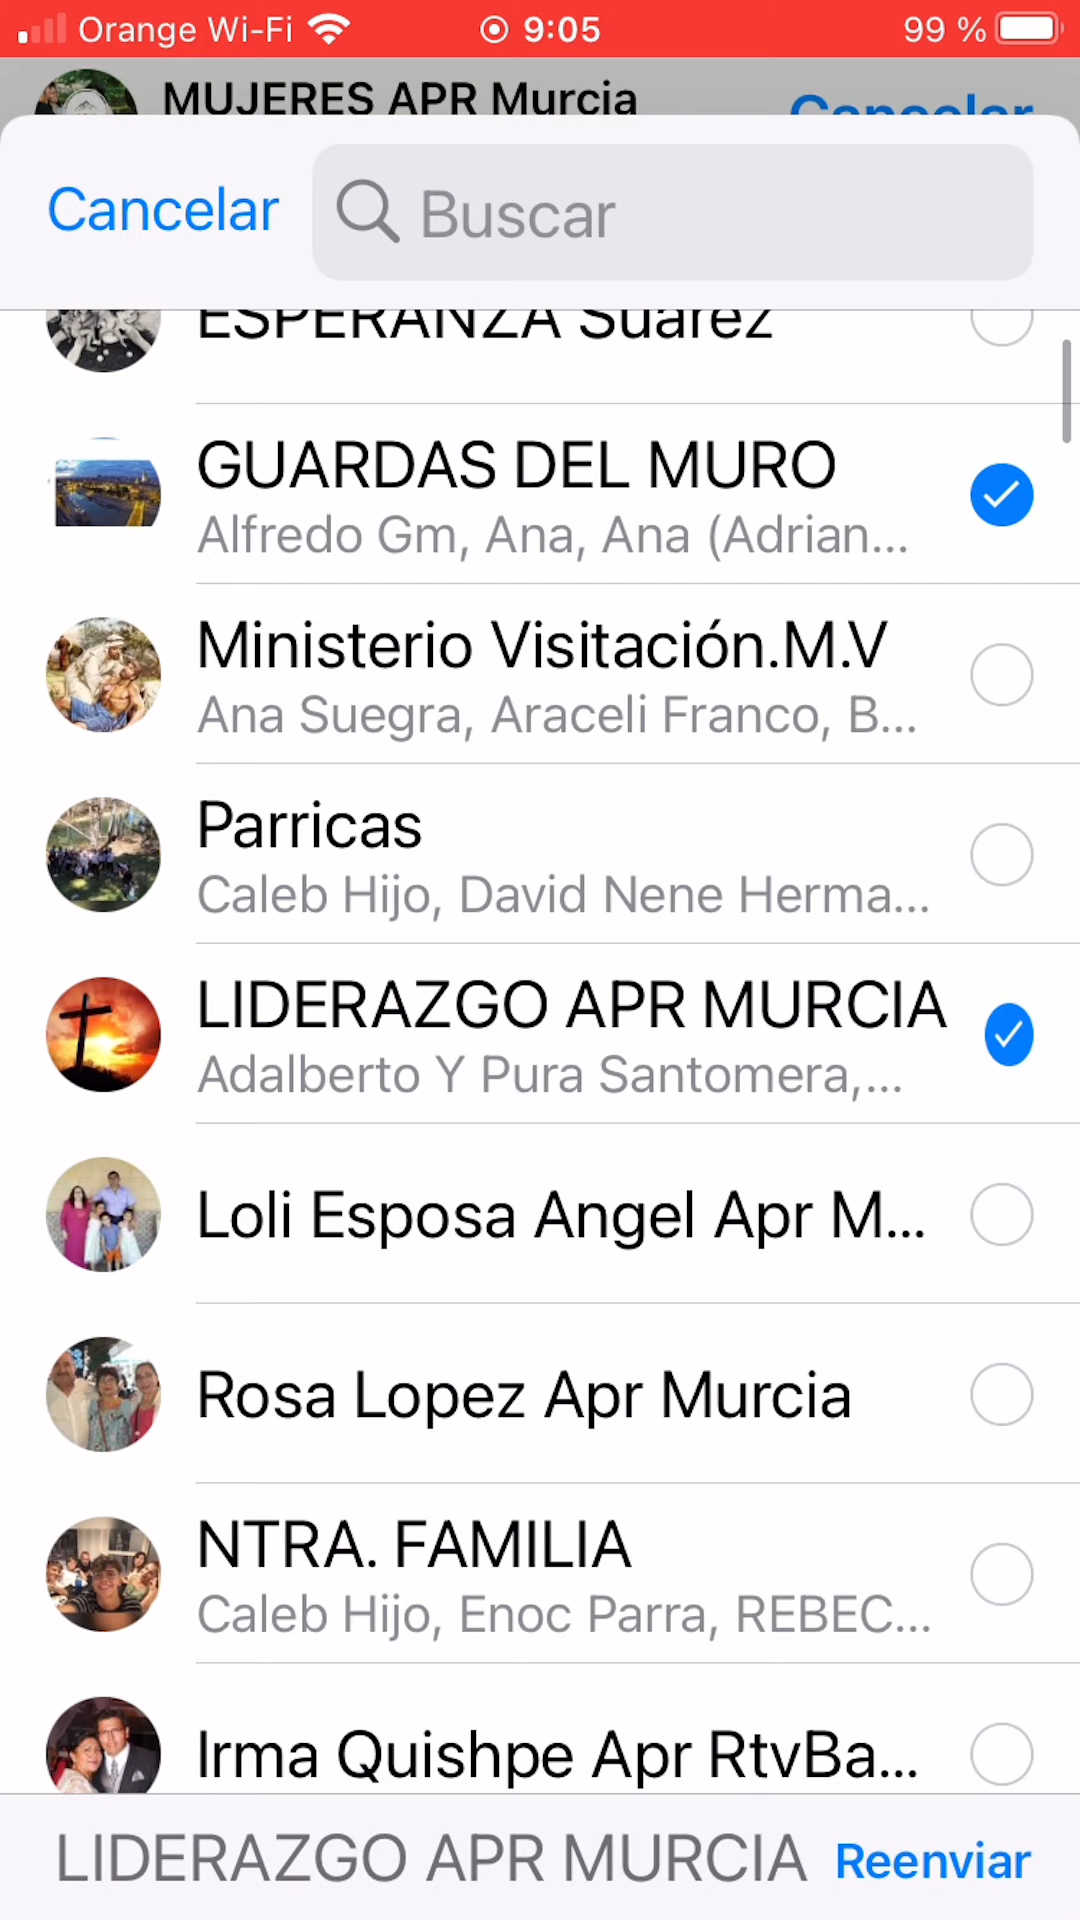 Orange Wi-Fi 9:05 99 %
MUJERES APR Murcia Cancelar
Cancelar Buscar
ESPERANZA Suarez
GUARDAS DEL MURO
Alfredo Gm, Ana, Ana (Adrian...
Ministerio Visitación.M.V
Ana Suegra, Araceli Franco, B...
Parricas
Caleb Hijo, David Nene Herma...
LIDERAZGO APR MURCIA
Adalberto Y Pura Santomera,...
Loli Esposa Angel Apr M...
Rosa Lopez Apr Murcia
NTRA. FAMILIA
Caleb Hijo, Enoc Parra, REBEC...
Irma Quishpe Apr RtvBa...
LIDERAZGO APR MURCIA Reenviar